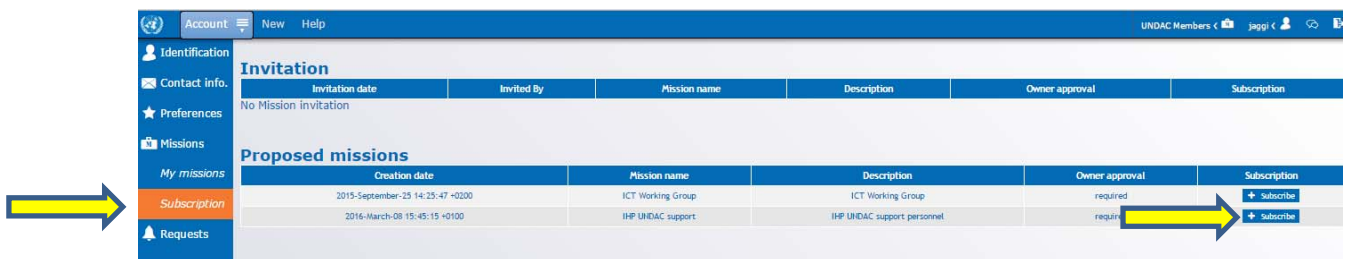 Account New Help UNDAC Members < jaggi <
Identification
Contact info.
Preferences
Missions
My missions
Subscription
Requests
Invitation
Invitation date Invited By Mission name Description Owner approval Subscription
No Mission invitation
Proposed missions
Creation date Mission name Description Owner approval Subscription
2015-September-25 14:25:47 +0200 ICT Working Group ICT Working Group required + Subscribe
2016-March-08 15:45:15 +0100 IHP UNDAC support IHP UNDAC support personnel + Subscribe